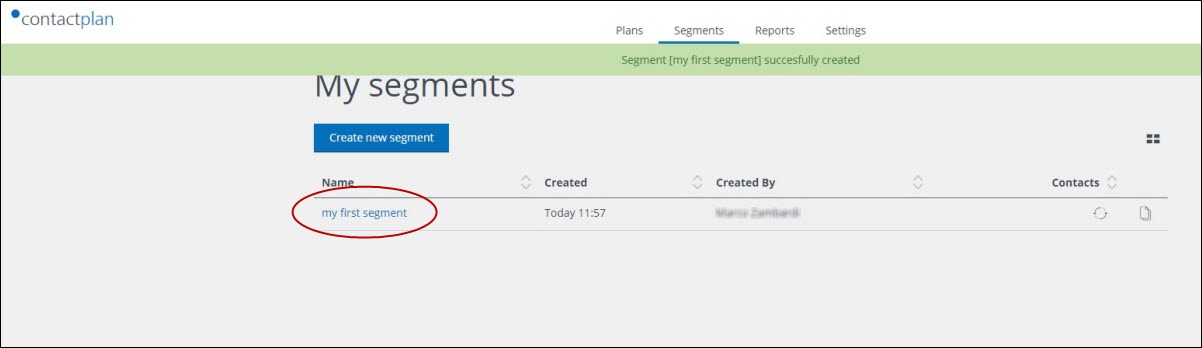 contactplan
Plans Segments Reports Settings
Segment [my first segment] succesfully created
My segments
Create new segment
Name Created Created By Contacts
my first segment Today 11:57